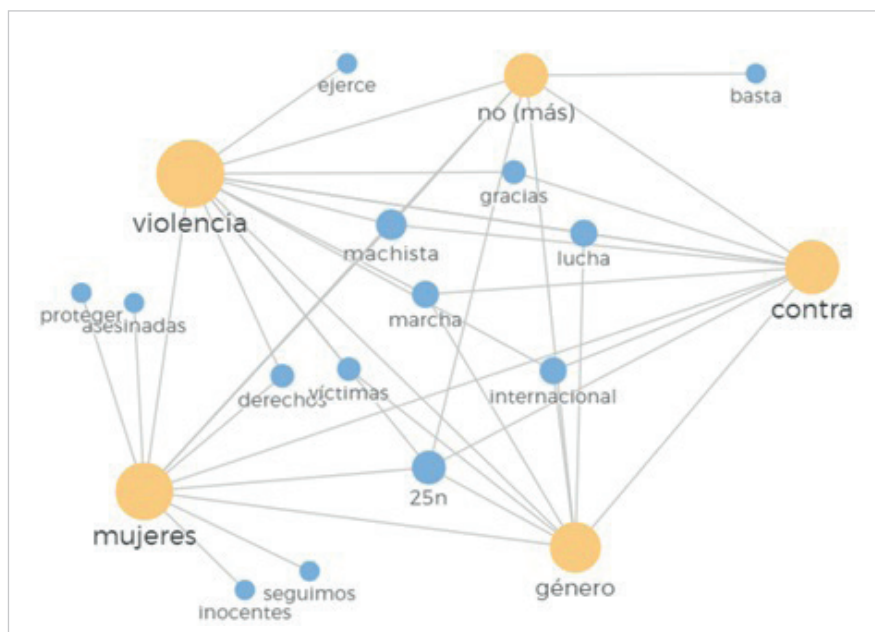 ejerce
no (más)
basta
gracias
violencia
machista
lucha
contra
proteger
asesinadas
marcha
derechos
víctimas
internacional
25n
mujeres
género
seguimos
inocentes